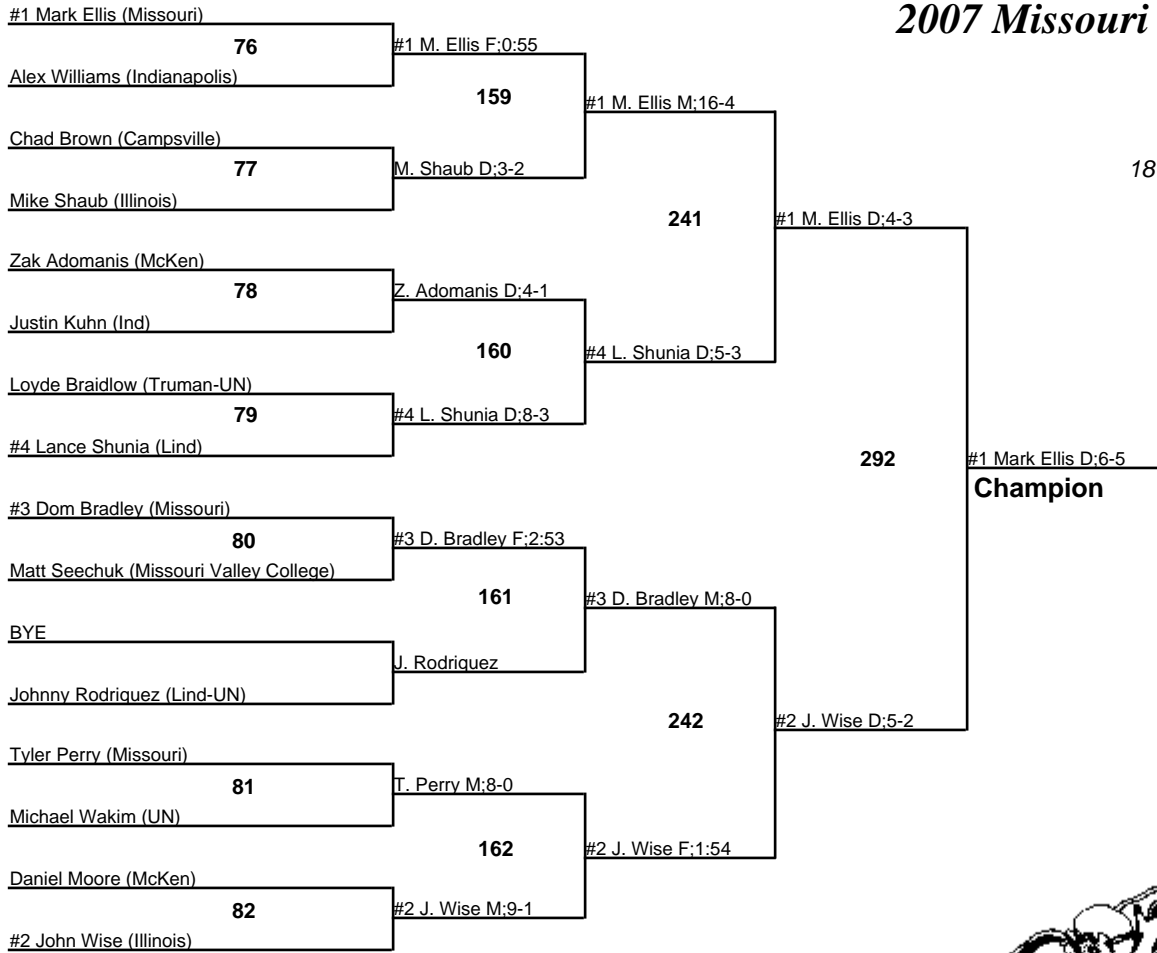 2007 Missouri
18
#1 Mark Ellis (Missouri)
76
Alex Williams (Indianapolis)
#1 M. Ellis F;0:55
159
Chad Brown (Campsville)
77
Mike Shaub (Illinois)
M. Shaub D;3-2
#1 M. Ellis M;16-4
241
Zak Adomanis (McKen)
78
Justin Kuhn (Ind)
Z. Adomanis D;4-1
160
Loyde Braidlow (Truman-UN)
79
#4 Lance Shunia (Lind)
#4 L. Shunia D;8-3
#4 L. Shunia D;5-3
#1 M. Ellis D;4-3
292
#3 Dom Bradley (Missouri)
80
Matt Seechuk (Missouri Valley College)
#3 D. Bradley F;2:53
161
BYE
Johnny Rodriquez (Lind-UN)
J. Rodriquez
#3 D. Bradley M;8-0
242
Tyler Perry (Missouri)
81
Michael Wakim (UN)
T. Perry M;8-0
162
Daniel Moore (McKen)
82
#2 John Wise (Illinois)
#2 J. Wise M;9-1
#2 J. Wise F;1:54
#2 J. Wise D;5-2
#1 Mark Ellis D;6-5
Champion